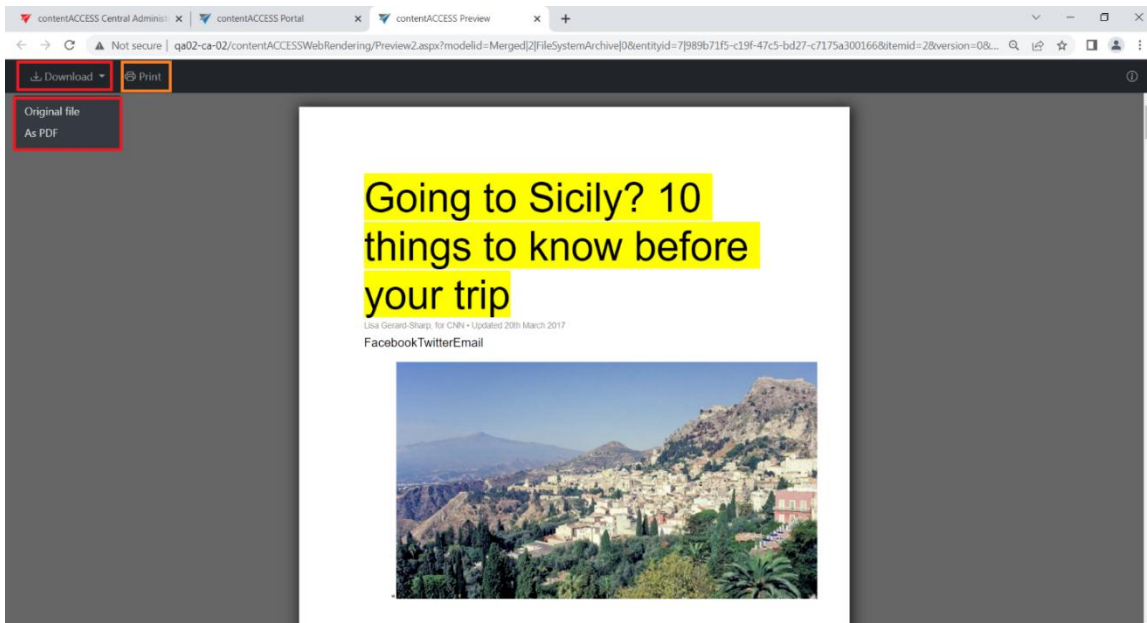 contentACCESS Central Administ
contentACCESS Portal
contentACCESS Preview
Not secure | qa02-ca-02/contentACCESSWebRendering/Preview2.aspx?modelid=Merged|2|FileSystemArchive|0&entityid=7|989b71f5-c19f-47c5-bd27-c7175a300166&itemid=2&version=0&...
Download
Print
Original file
As PDF
Going to Sicily? 10
things to know before
your trip
Lisa Gerard-Sharp, for CNN • Updated 20th March 2017
FacebookTwitterEmail